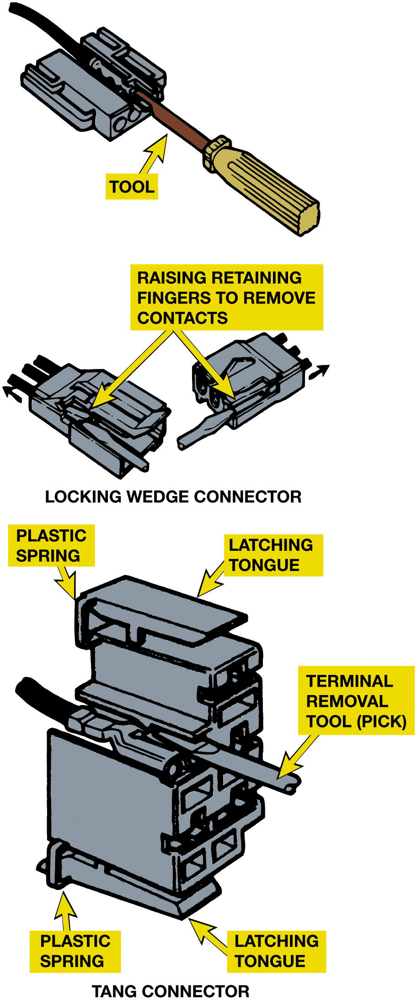 TOOL
RAISING RETAINING
FINGERS TO REMOVE
CONTACTS
LOCKING WEDGE CONNECTOR
PLASTIC
SPRING
LATCHING
TONGUE
TERMINAL
REMOVAL
TOOL (PICK)
PLASTIC
SPRING
LATCHING
TONGUE
TANG CONNECTOR